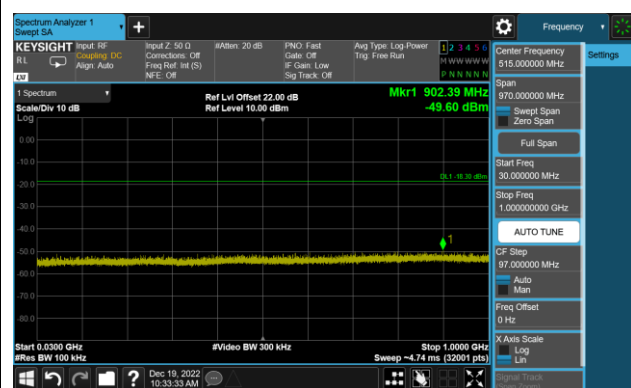 Spectrum Analyzer 1
Swept SA
Frequency
KEYSIGHT
RL
LXI
Input: RF
Coupling: DC
Align: Auto
Input Z: 50 Ω
Corrections: Off
Freq Ref: Int (S)
NFE: Off
#Atten: 20 dB
PNO: Fast
Gate: Off
IF Gain: Low
Sig Track: Off
Avg Type: Log-Power
Trig: Free Run
1 2 3 4 5 6
M W W W W W
P N N N N N
1 Spectrum
Scale/Div 10 dB
Log
Ref Lvl Offset 22.00 dB
Ref Level 10.00 dBm
Mkr1 902.39 MHz
-49.60 dBm
0.00
-10.0
-20.0
-30.0
-40.0
-50.0
-60.0
-70.0
-80.0
DL1 -18.30 dBm
1
Start 0.0300 GHz
#Res BW 100 kHz
#Video BW 300 kHz
Stop 1.0000 GHz
Sweep ~4.74 ms (32001 pts)
Center Frequency
515.000000 MHz
Settings
Span
970.000000 MHz
Swept Span
Zero Span
Full Span
Start Freq
30.000000 MHz
Stop Freq
1.000000000 GHz
AUTO TUNE
CF Step
97.000000 MHz
Auto
Man
Freq Offset
0 Hz
X Axis Scale
Log
Lin
Signal Track
?
Dec 19, 2022
10:33:33 AM